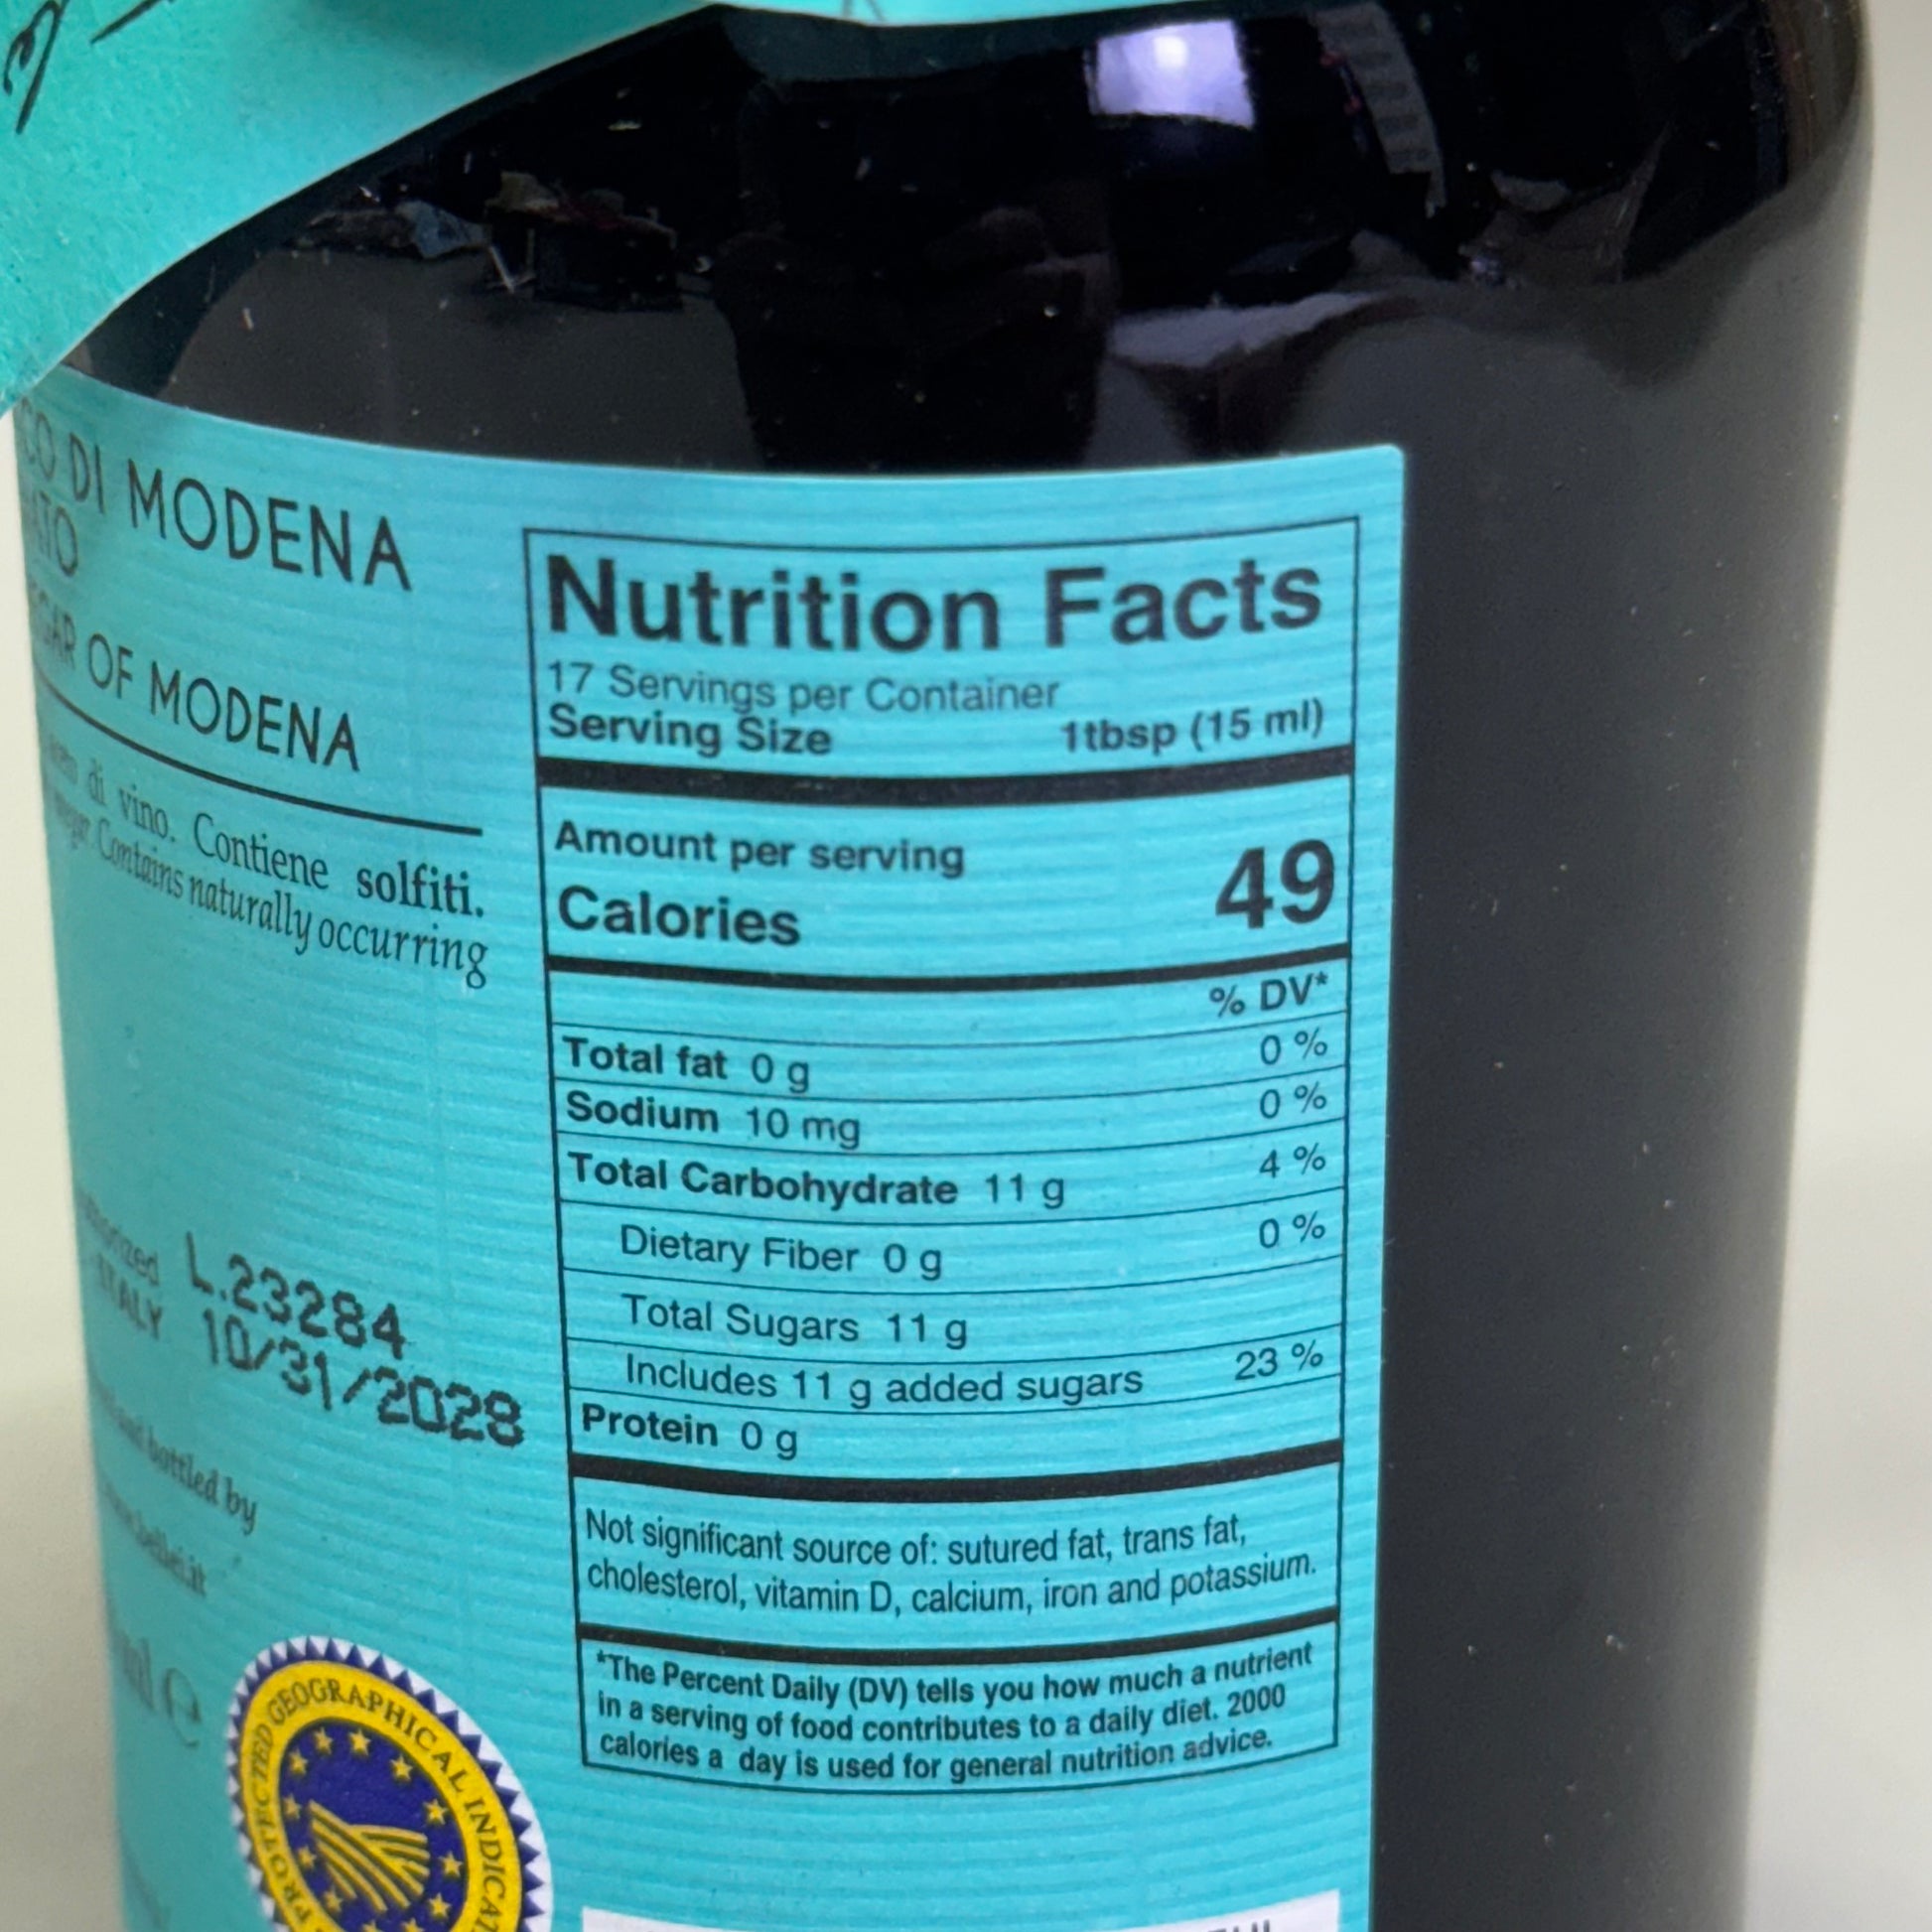 DI MODENA
OF MODENA
di vino. Contiene solfiti.
Contains naturally occurring
L.23284
ITALY 10/31/2028
bottled by
PROTECTED GEOGRAPHICAL
Nutrition Facts
17 Servings per Container
Serving Size 1tbsp (15 ml)
Amount per serving
Calories 49
% DV*
Total fat 0 g 0 %
Sodium 10 mg 0 %
Total Carbohydrate 11 g 4 %
Dietary Fiber 0 g 0 %
Total Sugars 11 g
Includes 11 g added sugars 23 %
Protein 0 g
Not significant source of: sutured fat, trans fat,
cholesterol, vitamin D, calcium, iron and potassium.
*The Percent Daily (DV) tells you how much a nutrient
in a serving of food contributes to a daily diet. 2000
calories a day is used for general nutrition advice.